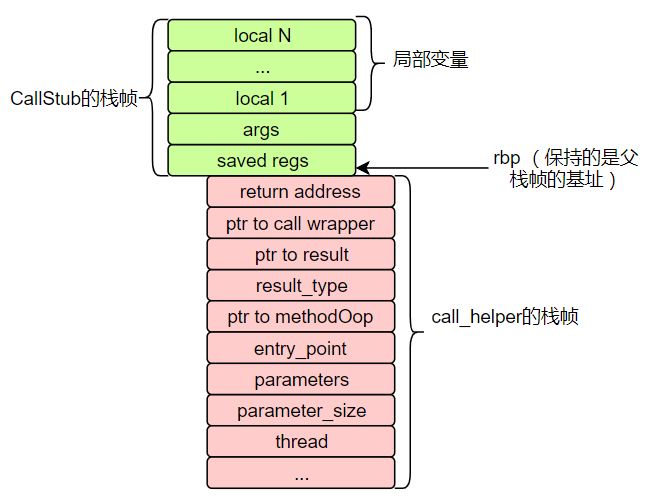 local N
...
local 1
args
saved regs
CallStub的栈帧
局部变量
rbp （保持的是父
栈帧的基址）
return address
ptr to call wrapper
ptr to result
result_type
ptr to methodOop
entry_point
parameters
parameter_size
thread
...
call_helper的栈帧